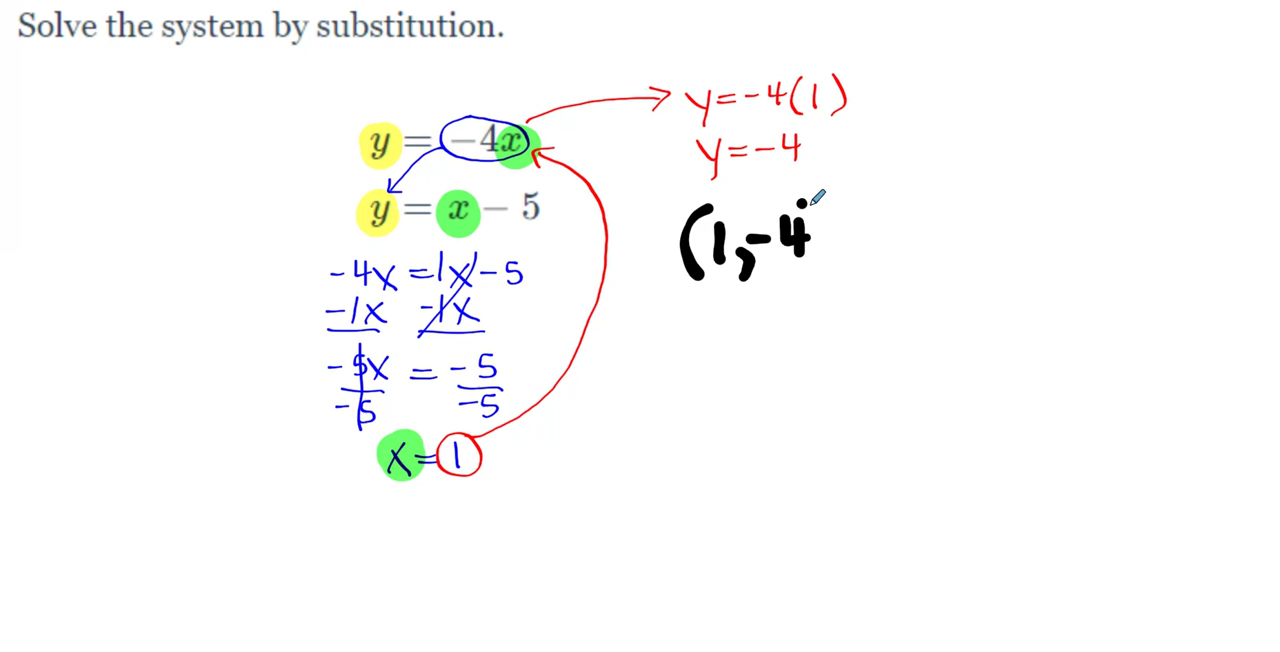 Solve the system by substitution.
y = −4x
y = x − 5
-4x = 1x - 5
-1x -1x
-5x = -5
-5 -5
x = 1
y = -4(1)
y = -4
(1, -4